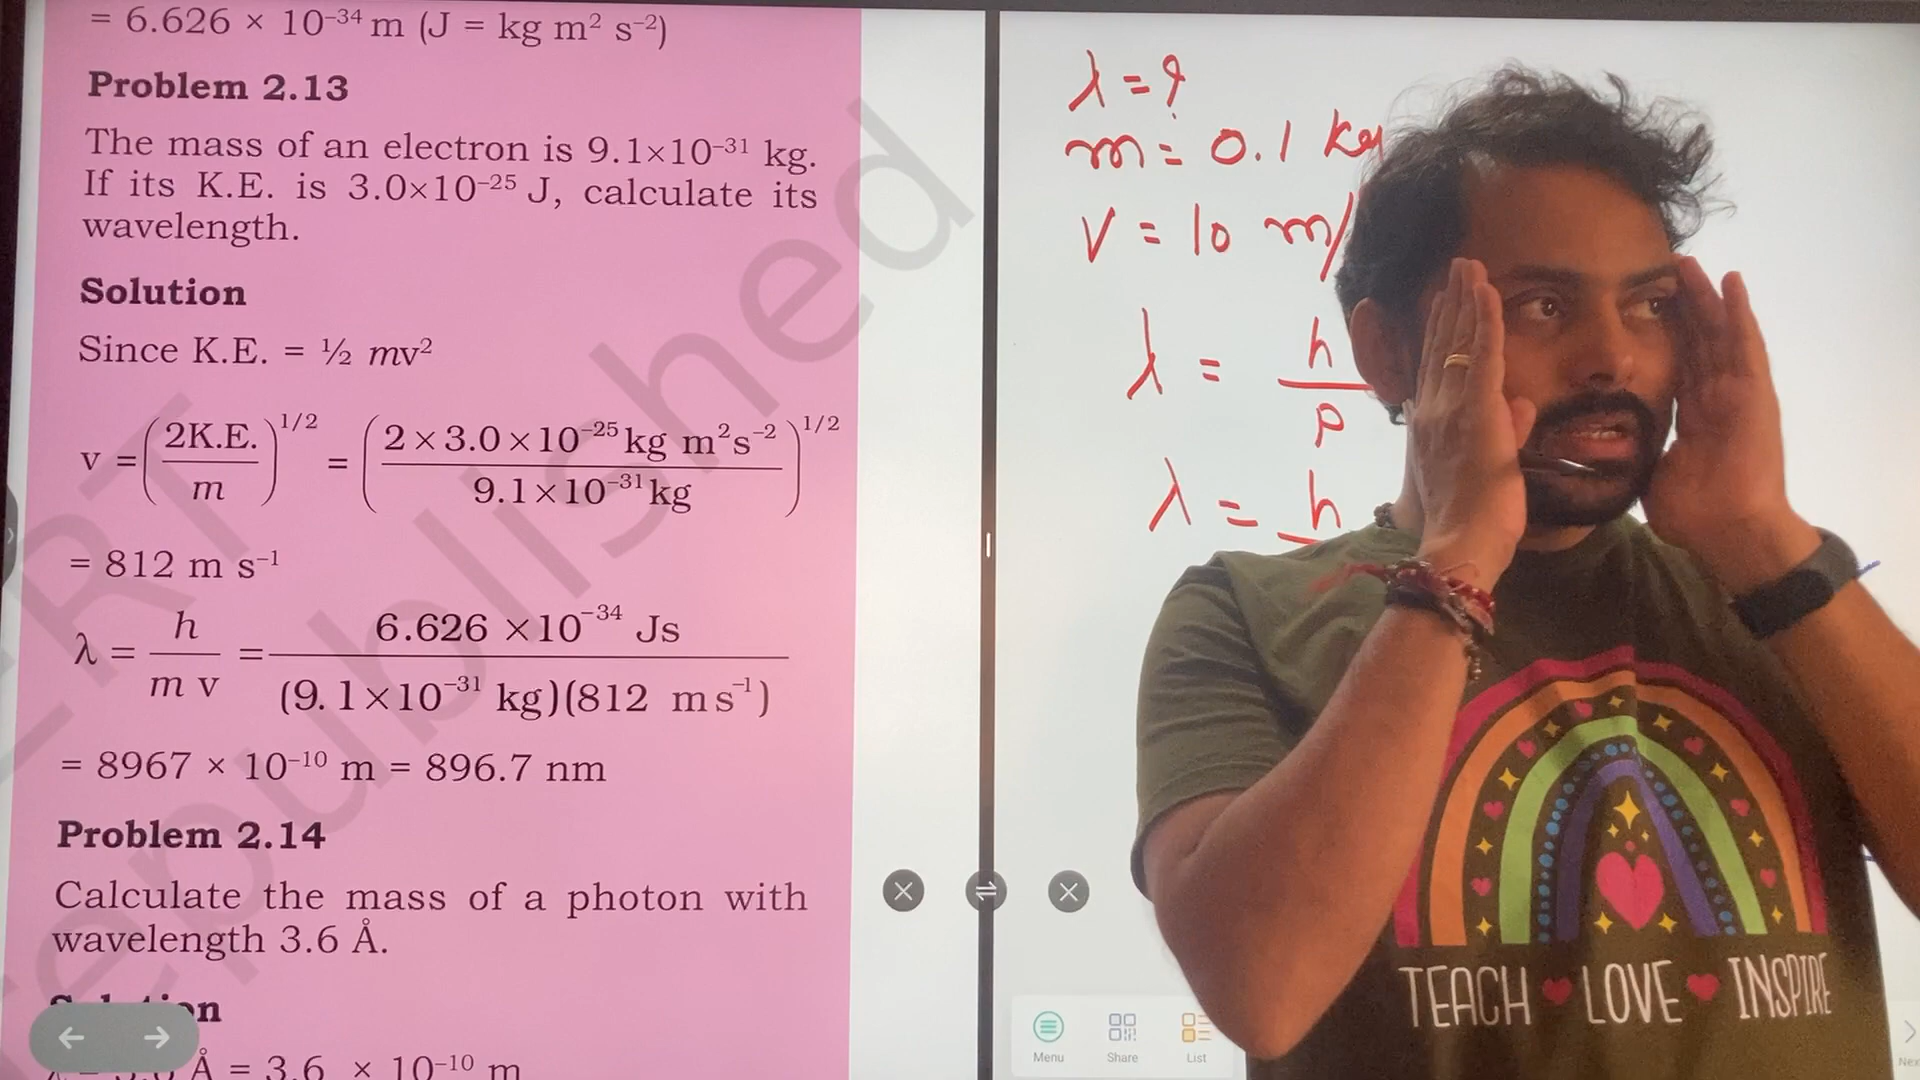 = 6.626 × 10⁻³⁴ m (J = kg m² s⁻²)
Problem 2.13
The mass of an electron is 9.1×10⁻³¹ kg.
If its K.E. is 3.0×10⁻²⁵ J, calculate its
wavelength.
Solution
Since K.E. = ½ mv²
v = (2K.E./m)^1/2 = (2×3.0×10⁻²⁵ kg m²s⁻² / 9.1×10⁻³¹ kg)^1/2
= 812 m s⁻¹
λ = h / m v = 6.626 ×10⁻³⁴ Js / (9.1×10⁻³¹ kg)(812 m s⁻¹)
= 8967 × 10⁻¹⁰ m = 896.7 nm
Problem 2.14
Calculate the mass of a photon with
wavelength 3.6 Å.
Å = 3.6 × 10⁻¹⁰ m
λ = ?
m = 0.1 kg
v = 10 m/
λ = h / p
λ = h
TEACH LOVE INSPIRE
Menu
Share
List